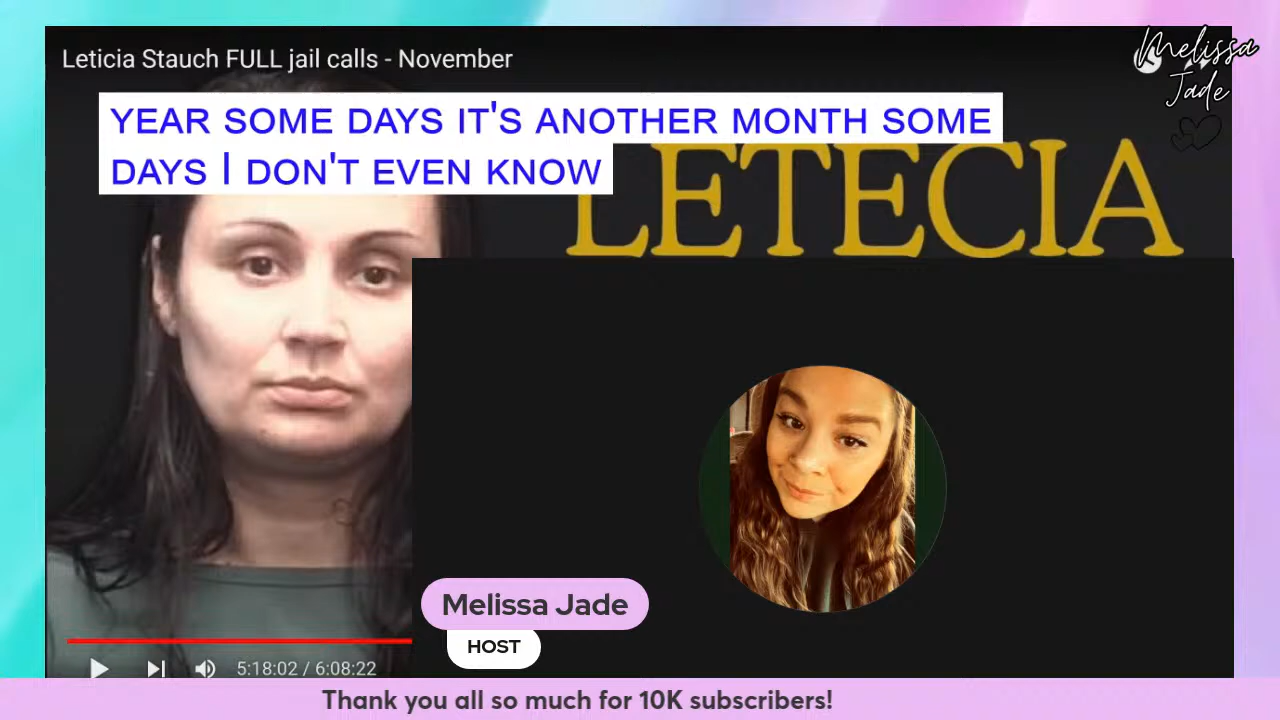 Leticia Stauch FULL jail calls - November
Melissa
Jade
YEAR SOME DAYS IT'S ANOTHER MONTH SOME
DAYS I DON'T EVEN KNOW
LETECIA
Melissa Jade
HOST
5:18:02 / 6:08:22
Thank you all so much for 10K subscribers!